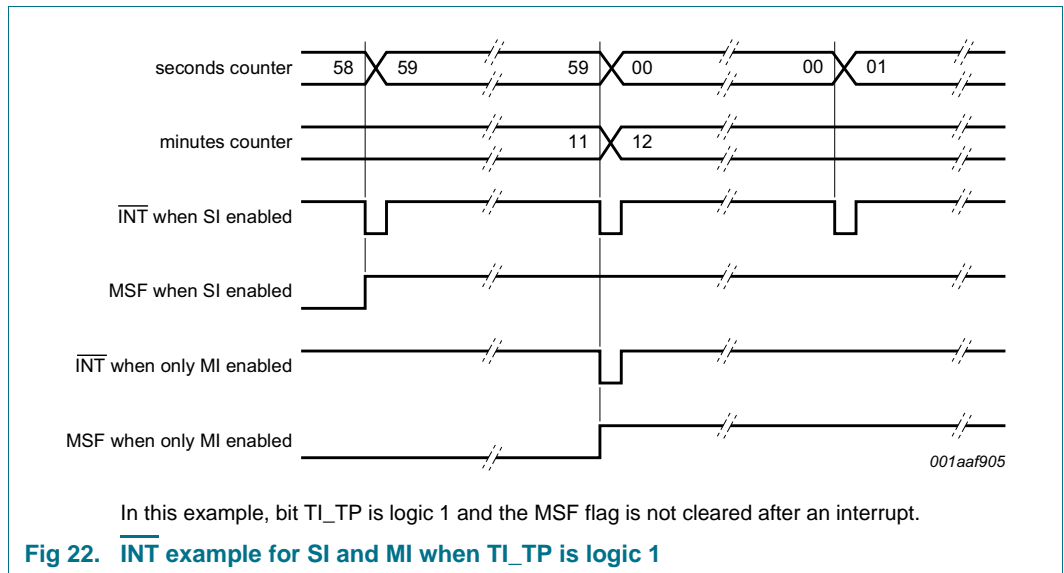 seconds counter 58 59 59 00 00 01
minutes counter 11 12
INT when SI enabled
MSF when SI enabled
INT when only MI enabled
MSF when only MI enabled
001aaf905
In this example, bit TI_TP is logic 1 and the MSF flag is not cleared after an interrupt.
Fig 22. INT example for SI and MI when TI_TP is logic 1